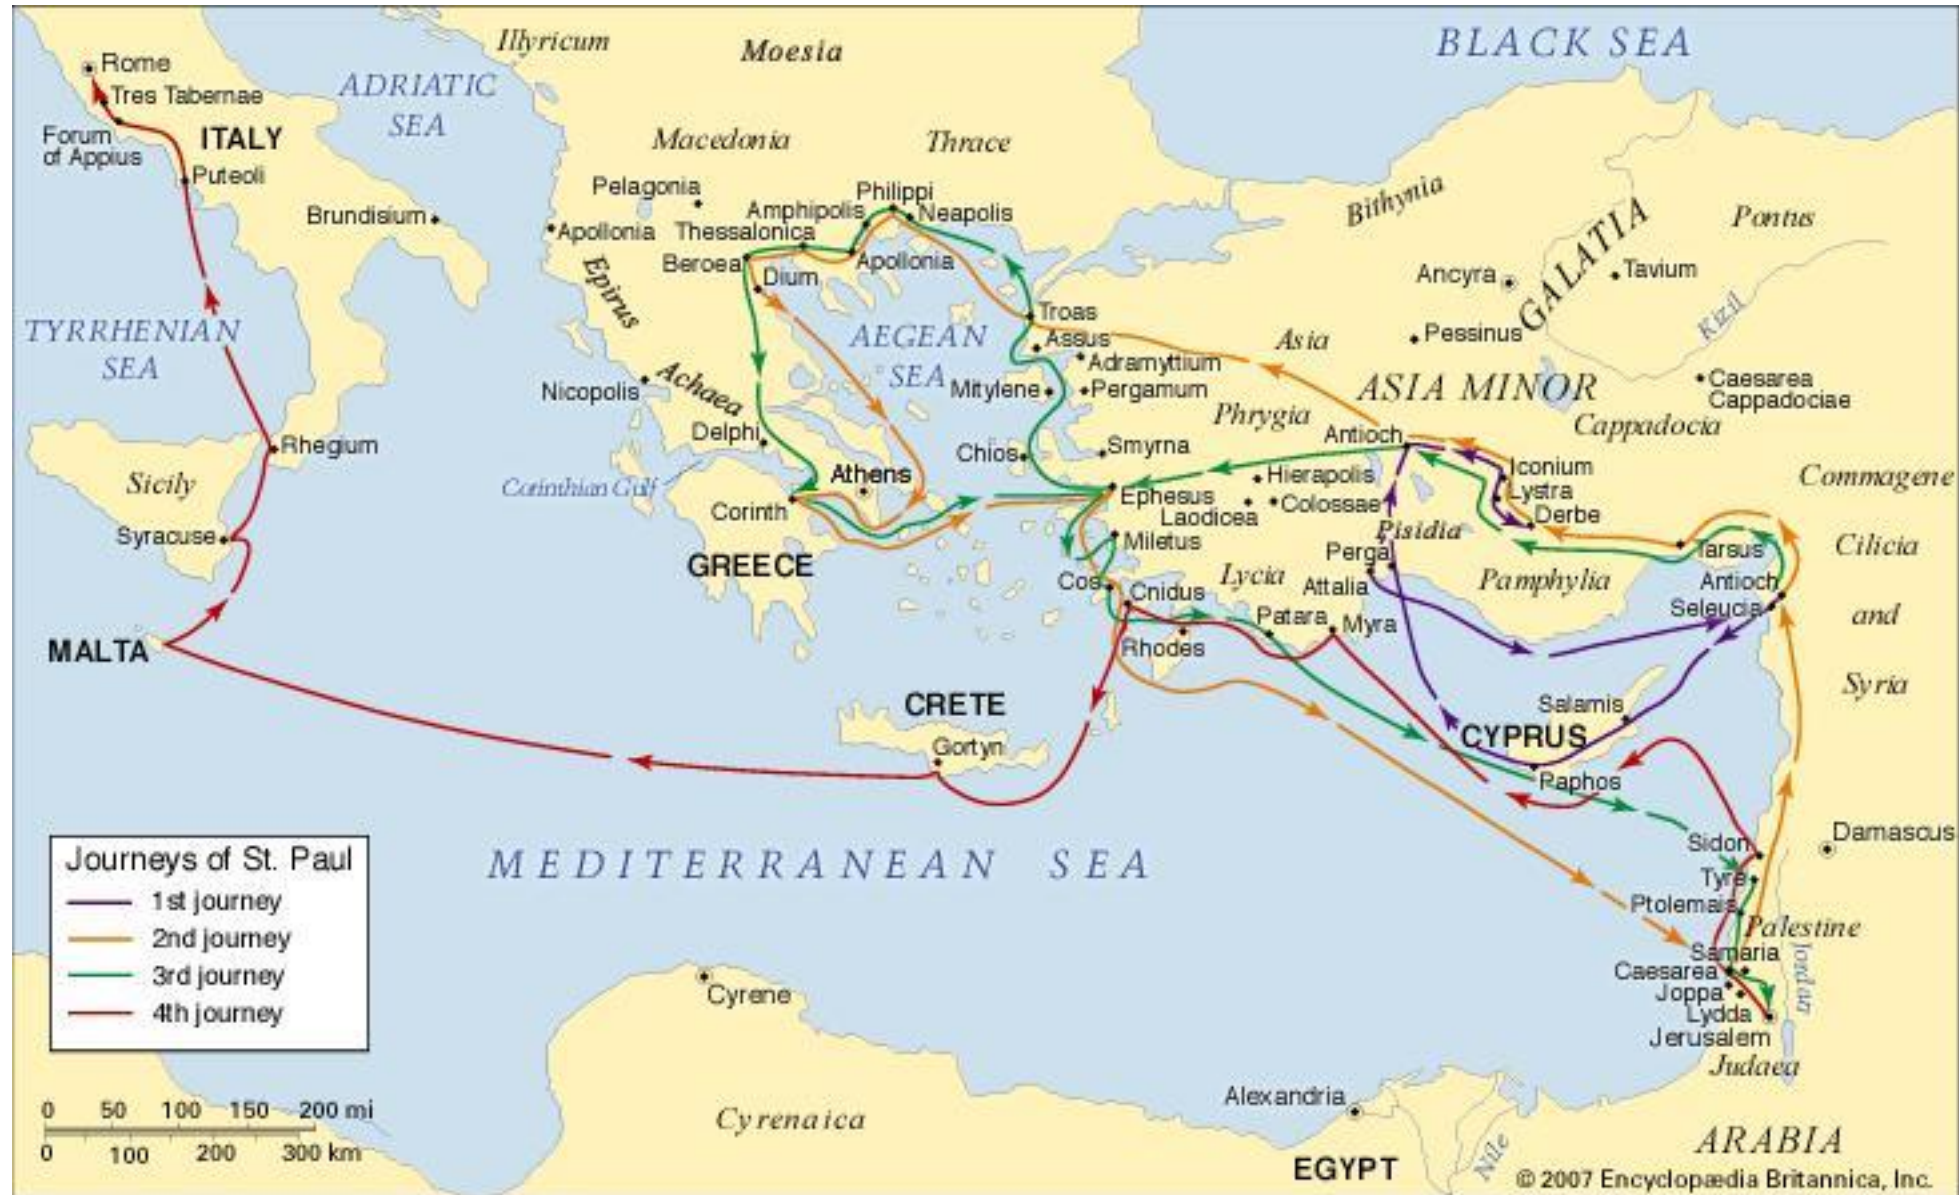 Illyricum
Moesia
BLACK SEA
Rome
Tres Tabernae
ADRIATIC
SEA
Forum
of Appius
ITALY
Macedonia
Thrace
Puteoli
Pelagonia
Philippi
Bithynia
GALATIA
Pontus
Brundisium
Amphipolis
Neapolis
Apollonia
Thessalonica
Beroea
Apollonia
Dium
Epirus
Ancyra
Tavium
Kizil
TYRRHENIAN
SEA
Troas
AEGEAN
SEA
Assus
Adramyttium
Asia
Pessinus
Nicopolis
Achaea
Mitylene
Pergamum
ASIA MINOR
Caesarea
Cappadociae
Phrygia
Cappadocia
Delphi
Antioch
Rhegium
Chios
Smyrna
Sicily
Corinthian Gulf
Athens
Hierapolis
Iconium
Lystra
Commagene
Corinth
Ephesus
Laodicea
Colossae
Derbe
Syracuse
Pisidia
GREECE
Miletus
Perga
Tarsus
Cilicia
Cos
Cnidus
Lycia
Attalia
Pamphylia
Antioch
Seleucia
and
MALTA
Patara
Myra
Rhodes
Syria
CRETE
Salamis
Gortyn
CYPRUS
Paphos
MEDITERRANEAN SEA
Sidon
Damascus
Tyre
Ptolemais
Palestine
Samaria
Caesarea
Jordan
Joppa
Lydda
Jerusalem
Judaea
Journeys of St. Paul
1st journey
2nd journey
3rd journey
4th journey
Cyrene
0 50 100 150 200 mi
0 100 200 300 km
Cyrenaica
Alexandria
EGYPT
Nile
ARABIA
© 2007 Encyclopædia Britannica, Inc.